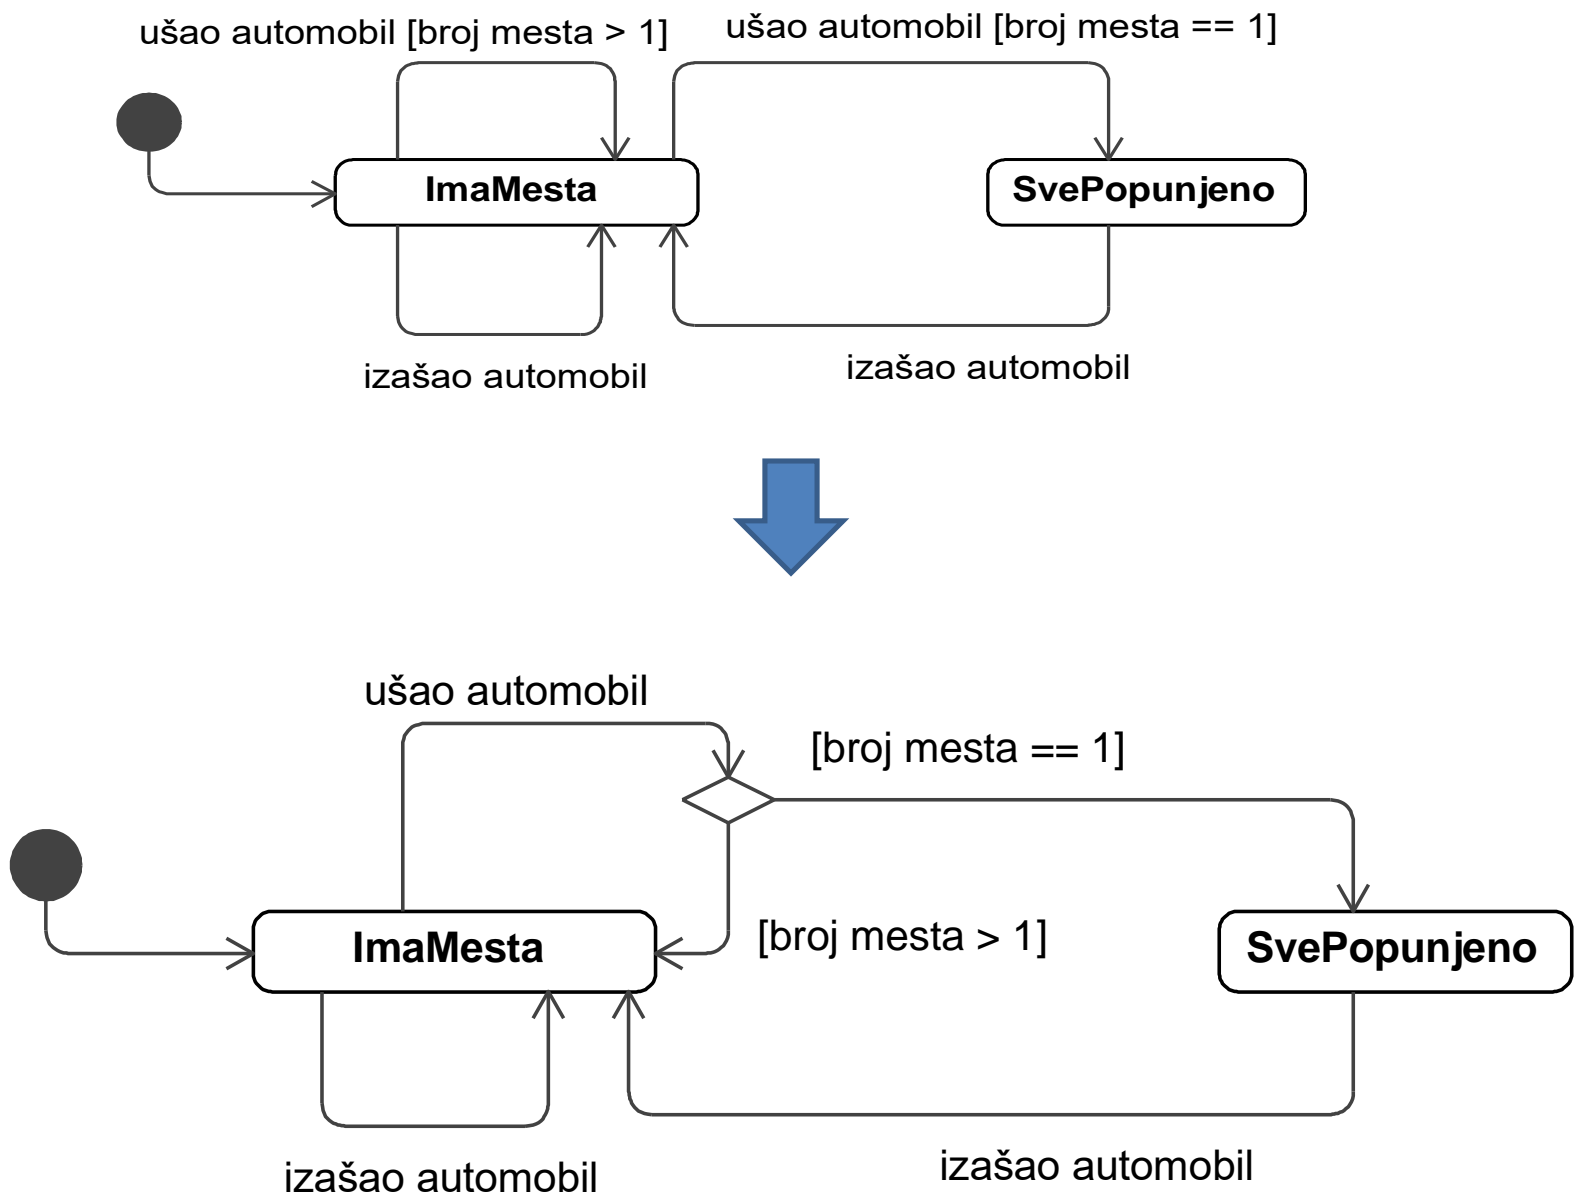 ušao automobil [broj mesta > 1]
ušao automobil [broj mesta == 1]
ImaMesta
SvePopunjeno
izašao automobil
izašao automobil
ušao automobil
[broj mesta == 1]
[broj mesta > 1]
ImaMesta
SvePopunjeno
izašao automobil
izašao automobil